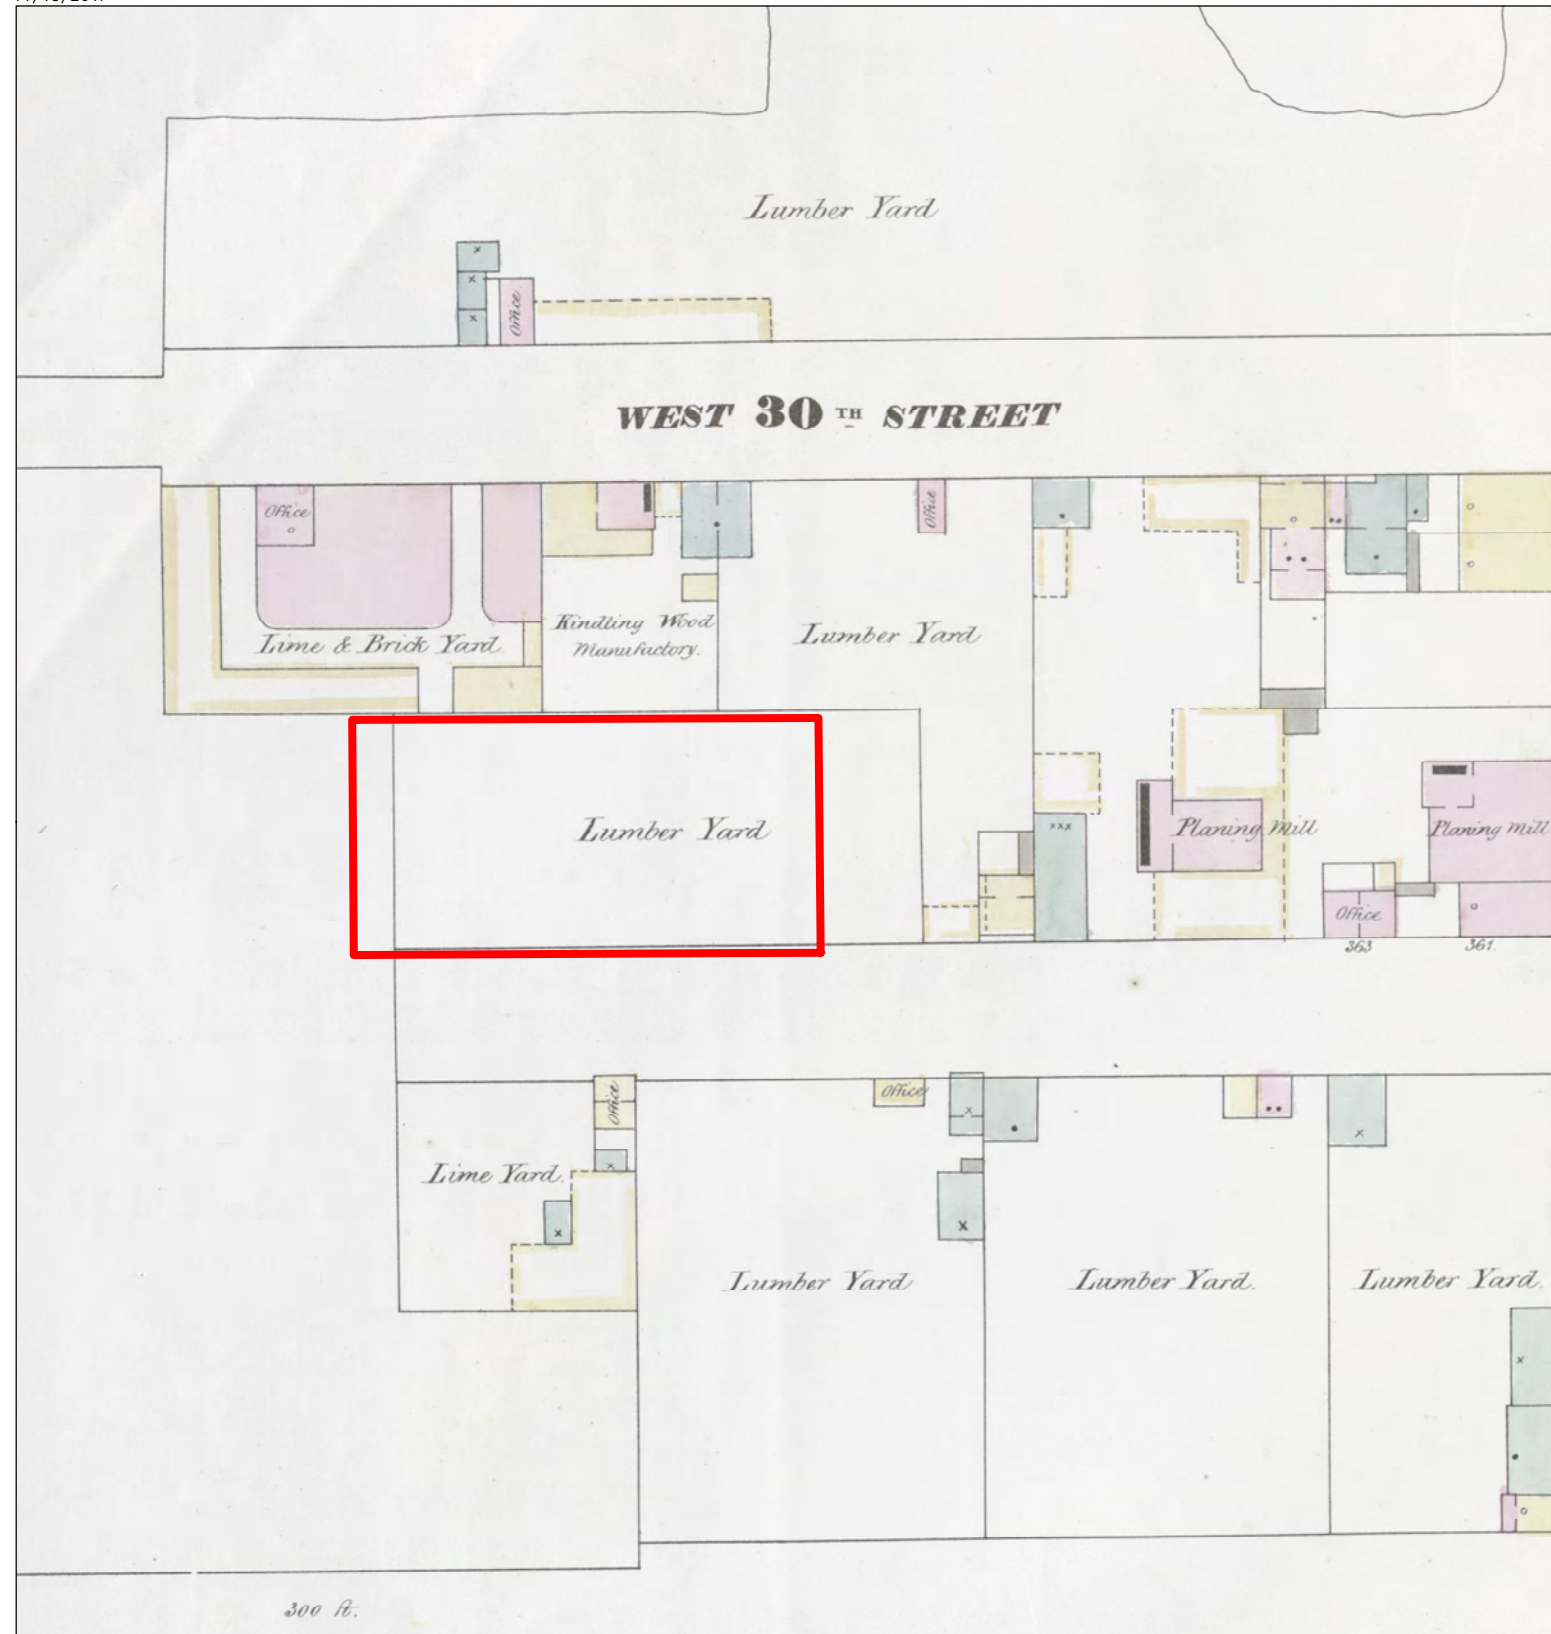 Lumber Yard
Office
WEST 30TH STREET
Office
Office
Lime & Brick Yard.
Kindling Wood
Manufactory.
Lumber Yard
Lumber Yard
Planing Mill
Planing Mill
Office
363
361.
Office
Office
Lime Yard.
Lumber Yard
Lumber Yard.
Lumber Yard.
300 ft.